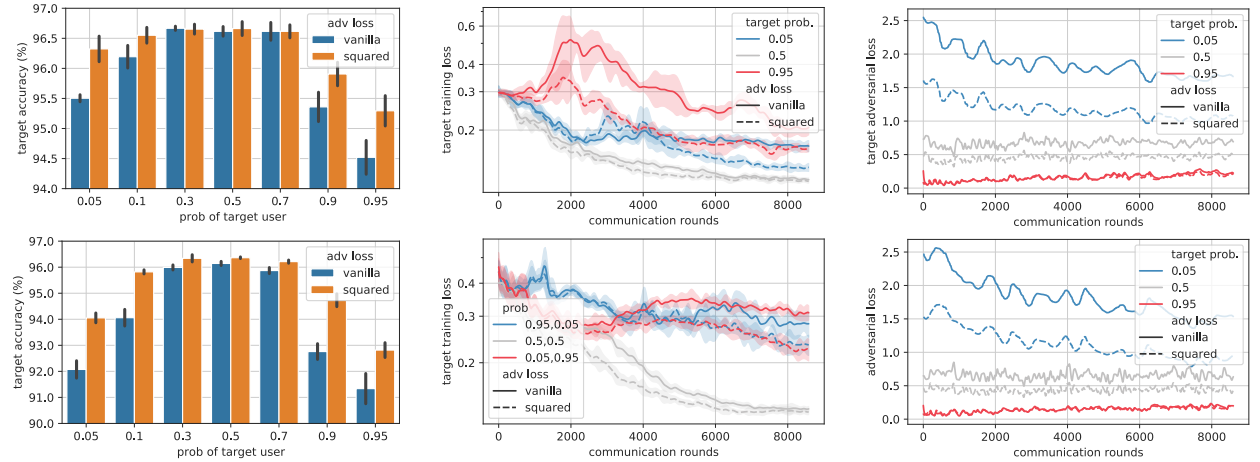 97.0
96.5
96.0
95.5
95.0
94.5
94.0
target accuracy (%)
adv loss
vanilla
squared
0.05 0.1 0.3 0.5 0.7 0.9 0.95
prob of target user
0.6
0.3
0.2
target training loss
target prob.
0.05
0.5
0.95
adv loss
vanilla
squared
0 2000 4000 6000 8000
communication rounds
2.5
2.0
1.5
1.0
0.5
0.0
target adversarial loss
target prob.
0.05
0.5
0.95
adv loss
vanilla
squared
0 2000 4000 6000 8000
communication rounds
97.0
96.0
95.0
94.0
93.0
92.0
91.0
90.0
target accuracy (%)
adv loss
vanilla
squared
0.05 0.1 0.3 0.5 0.7 0.9 0.95
prob of target user
0.3
0.2
target training loss
prob
0.95,0.05
0.5,0.5
0.05,0.95
adv loss
vanilla
squared
0 2000 4000 6000 8000
communication rounds
2.5
2.0
1.5
1.0
0.5
0.0
adversarial loss
target prob.
0.05
0.5
0.95
adv loss
vanilla
squared
0 2000 4000 6000 8000
communication rounds